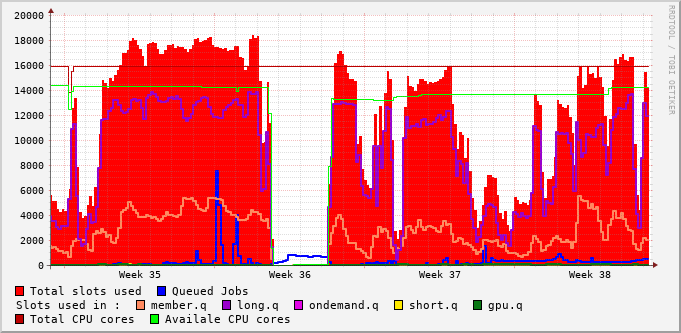 20000
18000
16000
14000
12000
10000
8000
6000
4000
2000
0
Week 35 Week 36 Week 37 Week 38
RRDTOOL / TOBI OETIKER
Total slots used Queued Jobs
Slots used in : member.q long.q ondemand.q short.q gpu.q
Total CPU cores Availale CPU cores